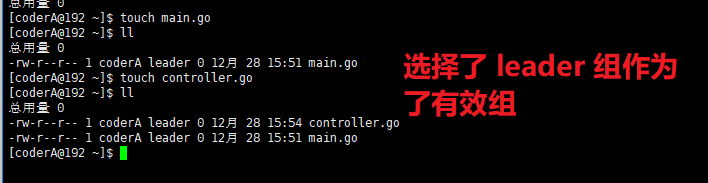 总用量 0
[coderA@192 ~]$ touch main.go
[coderA@192 ~]$ ll
总用量 0
-rw-r--r-- 1 coderA leader 0 12月 28 15:51 main.go
[coderA@192 ~]$ touch controller.go
[coderA@192 ~]$ ll
总用量 0
-rw-r--r-- 1 coderA leader 0 12月 28 15:54 controller.go
-rw-r--r-- 1 coderA leader 0 12月 28 15:51 main.go
[coderA@192 ~]$
选择了 leader 组作为
了有效组